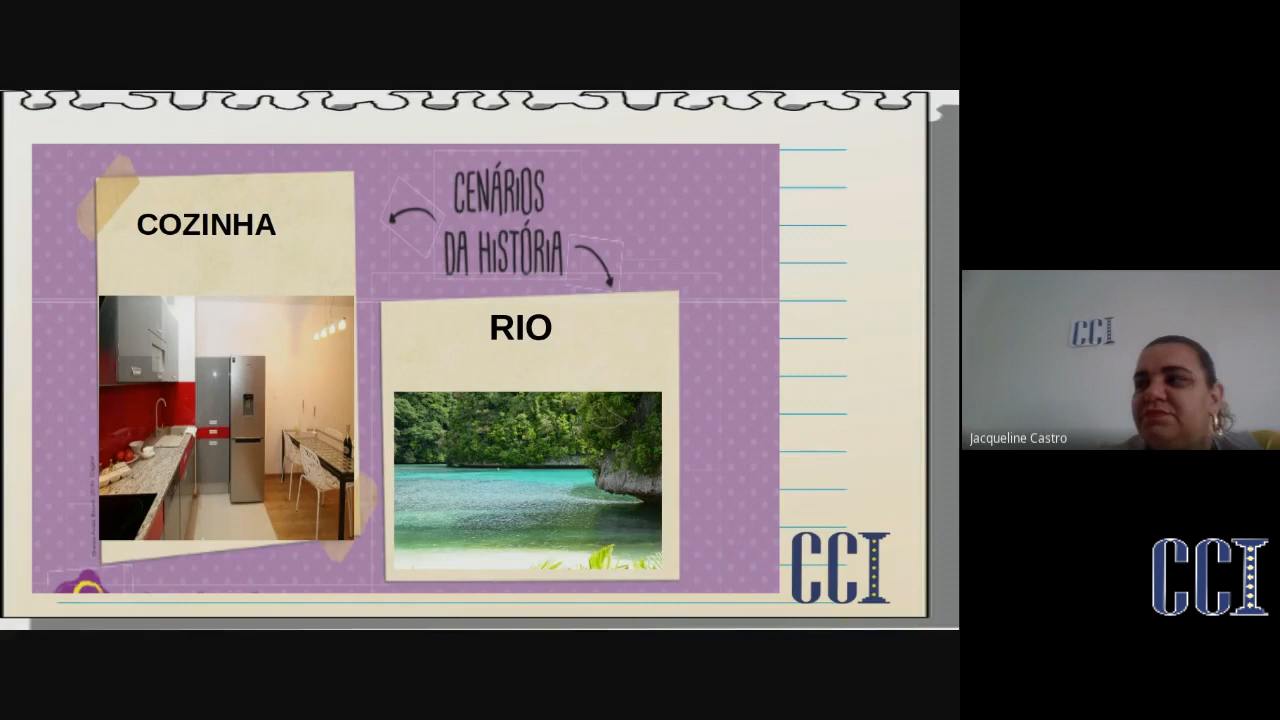 COZINHA
CENÁRIOS
DA HISTÓRIA
RIO
CCI
CCI
Jacqueline Castro
CCI